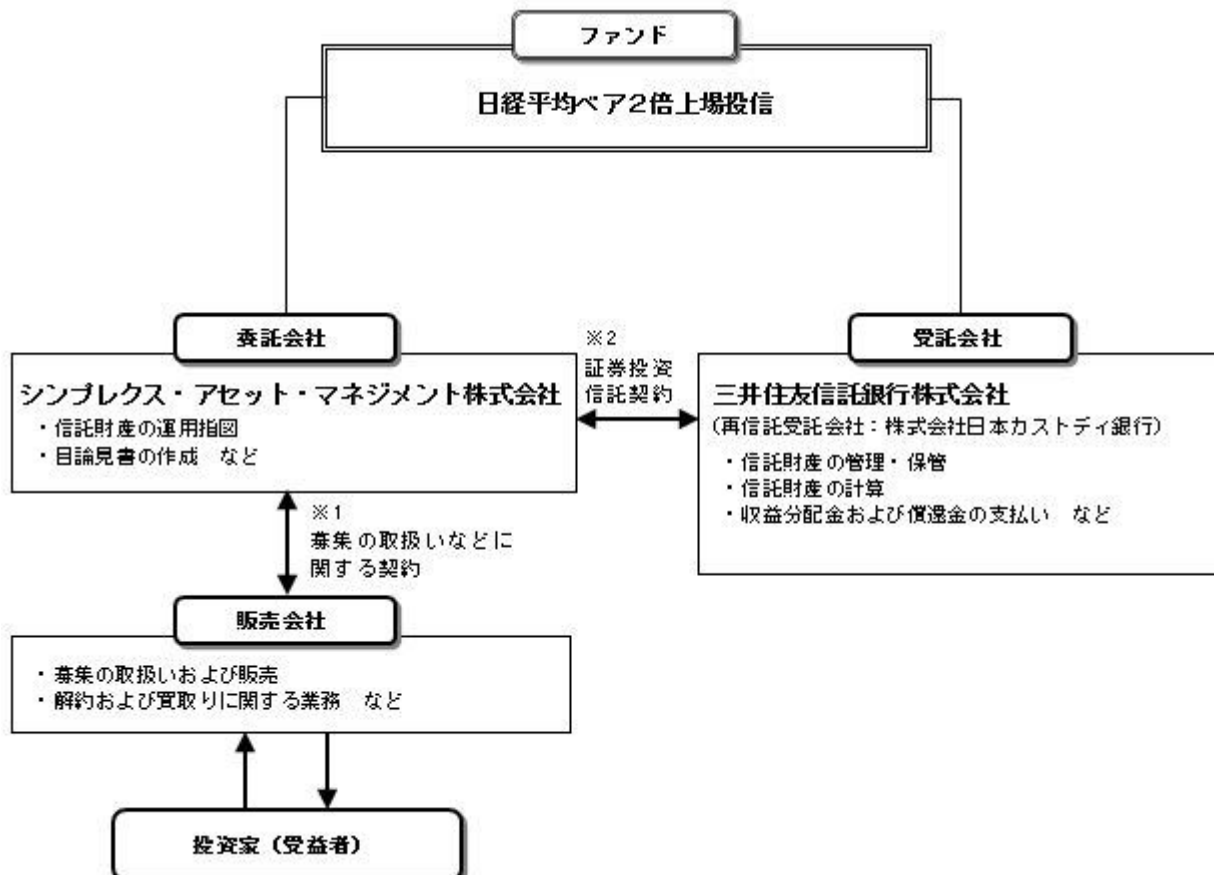 ファンド
日経平均ベア2倍上場投信
委託会社
シンプレクス・アセット・マネジメント株式会社
・信託財産の運用指図
・目論見書の作成 など
※2
証券投資
信託契約
受託会社
三井住友信託銀行株式会社
(再信託受託会社:株式会社日本カストディ銀行)
・信託財産の管理・保管
・信託財産の計算
・収益分配金および償還金の支払い など
※1
募集の取扱いなどに
関する契約
販売会社
・募集の取扱いおよび販売
・解約および買取りに関する業務 など
投資家(受益者)